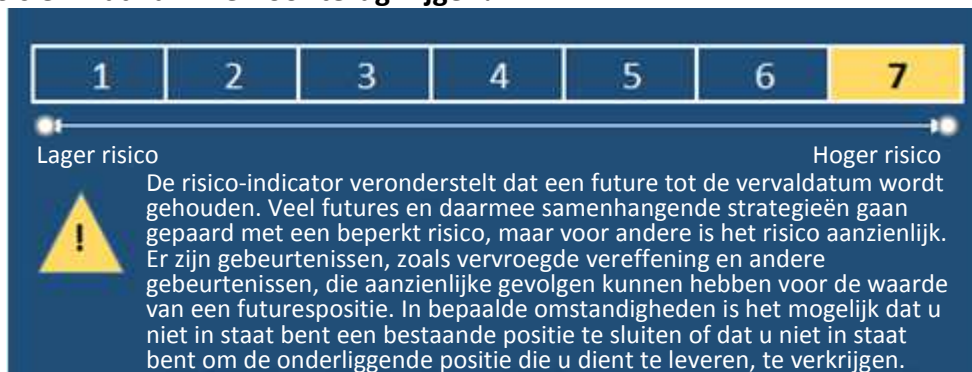 1 2 3 4 5 6 7
Lager risico Hoger risico
De risico-indicator veronderstelt dat een future tot de vervaldatum wordt
gehouden. Veel futures en daarmee samenhangende strategieën gaan
gepaard met een beperkt risico, maar voor andere is het risico aanzienlijk.
Er zijn gebeurtenissen, zoals vervroegde vereffening en andere
gebeurtenissen, die aanzienlijke gevolgen kunnen hebben voor de waarde
van een futurespositie. In bepaalde omstandigheden is het mogelijk dat u
niet in staat bent een bestaande positie te sluiten of dat u niet in staat
bent om de onderliggende positie die u dient te leveren, te verkrijgen.